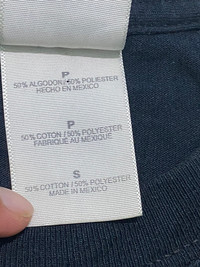 P
50% ALGODON / 50% POLIESTER
HECHO EN MEXICO
P
50% COTON / 50% POLYESTER
FABRIQUÉ AU MEXIQUE
S
50% COTTON / 50% POLYESTER
MADE IN MEXICO